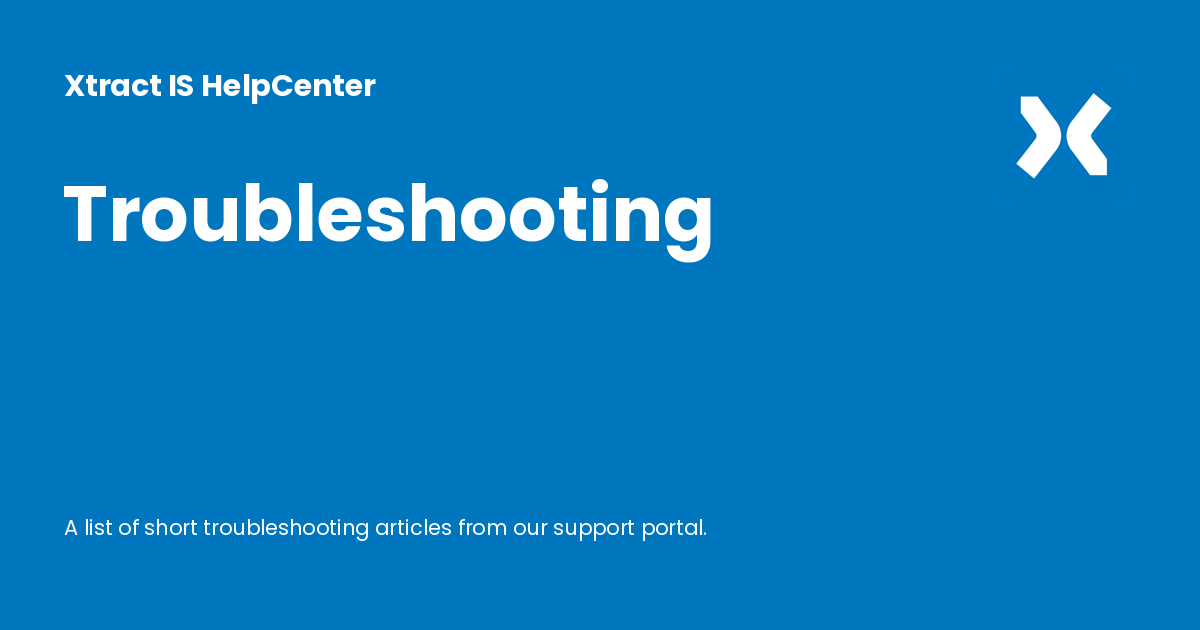 Xtract IS HelpCenter
Troubleshooting
A list of short troubleshooting articles from our support portal.